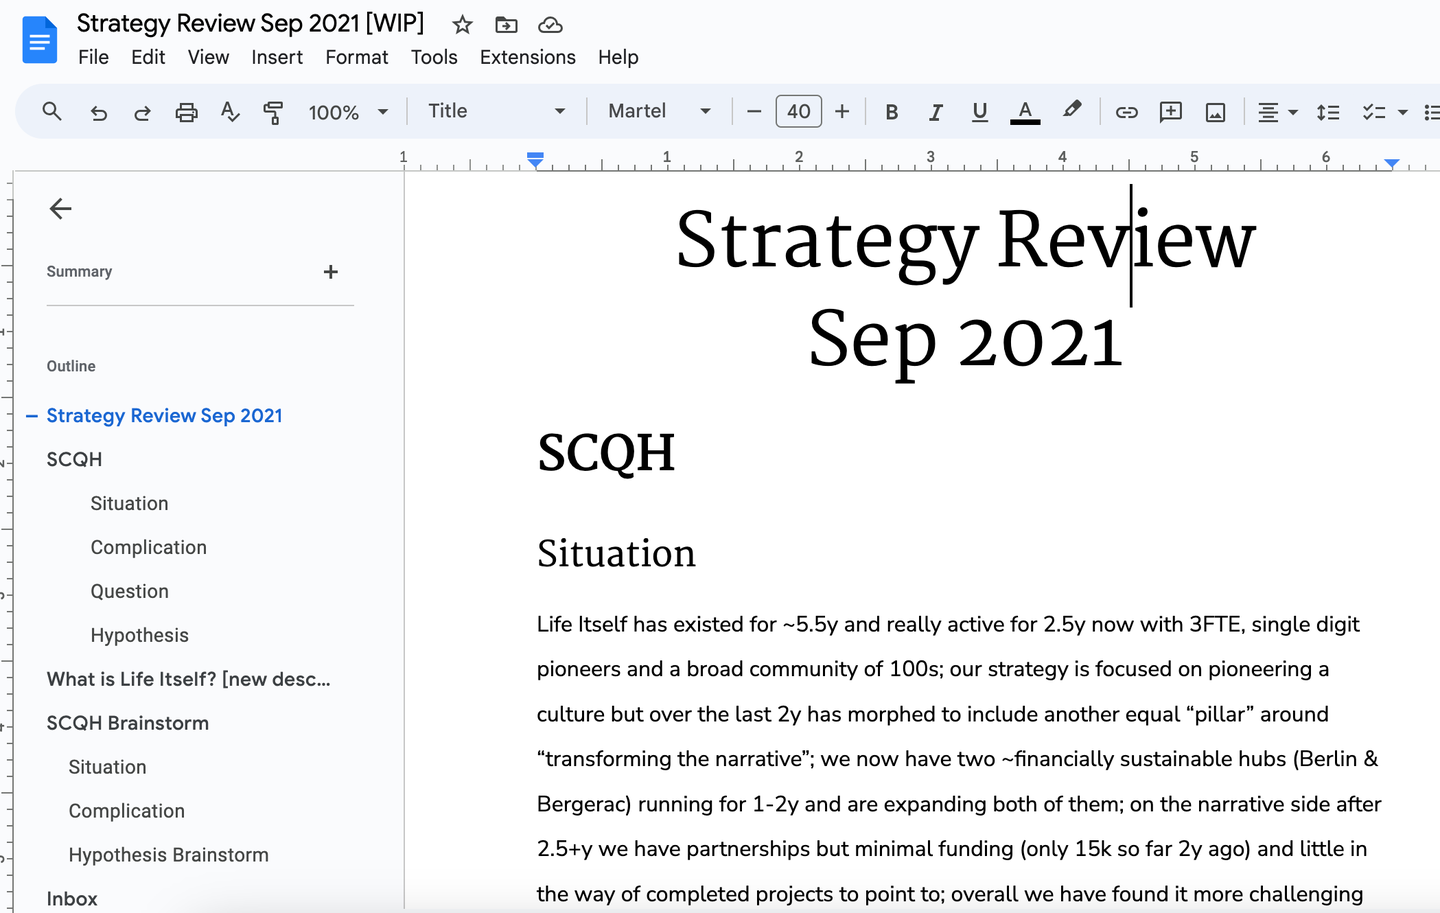 Strategy Review Sep 2021 [WIP]
File Edit View Insert Format Tools Extensions Help
100% Title Martel 40 B I U A
1 1 2 3 4 5 6
Summary
Outline
Strategy Review Sep 2021
SCQH
Situation
Complication
Question
Hypothesis
What is Life Itself? [new desc...
SCQH Brainstorm
Situation
Complication
Hypothesis Brainstorm
Inbox
Strategy Review
Sep 2021
SCQH
Situation
Life Itself has existed for ~5.5y and really active for 2.5y now with 3FTE, single digit
pioneers and a broad community of 100s; our strategy is focused on pioneering a
culture but over the last 2y has morphed to include another equal “pillar” around
“transforming the narrative”; we now have two ~financially sustainable hubs (Berlin &
Bergerac) running for 1-2y and are expanding both of them; on the narrative side after
2.5+y we have partnerships but minimal funding (only 15k so far 2y ago) and little in
the way of completed projects to point to; overall we have found it more challenging